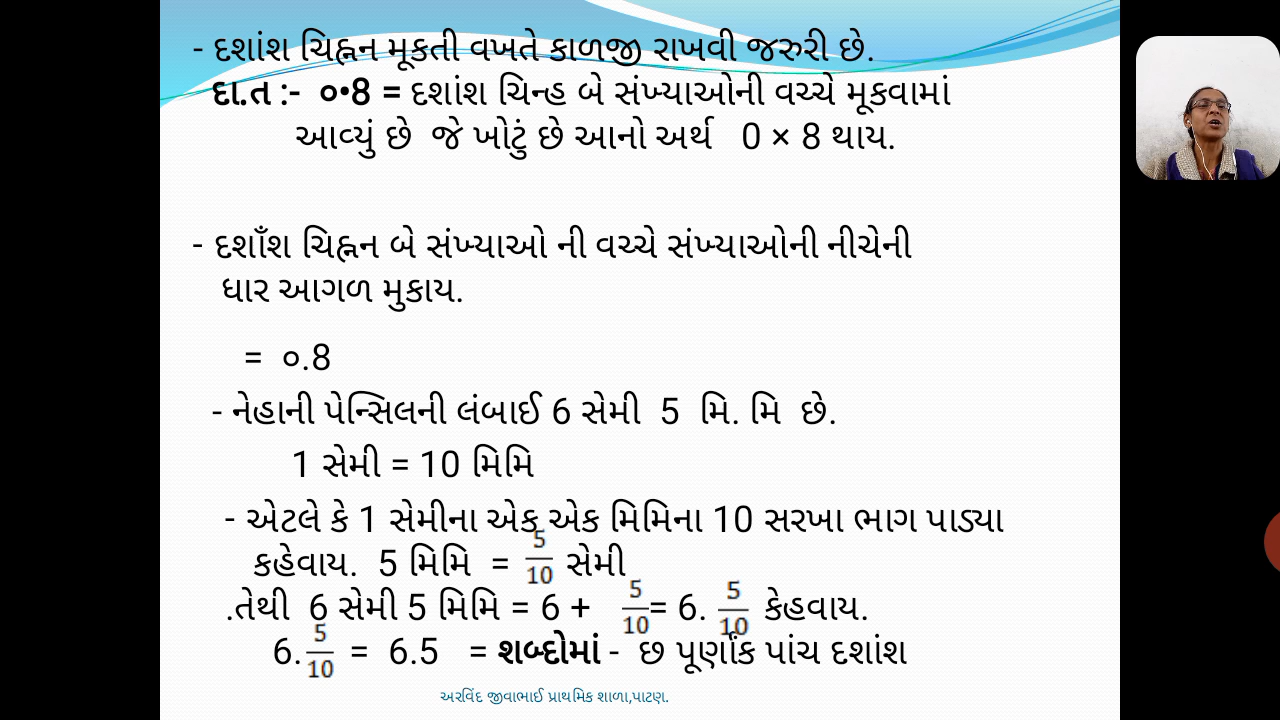 - દશાંશ ચિહ્નન મૂકતી વખતે કાળજી રાખવી જરુરી છે.
દા.ત :- ૦•8 = દશાંશ ચિન્હ બે સંખ્યાઓની વચ્ચે મૂકવામાં
આવ્યું છે જે ખોટું છે આનો અર્થ 0 × 8 થાય.
- દશાઁશ ચિહ્નન બે સંખ્યાઓ ની વચ્ચે સંખ્યાઓની નીચેની
ધાર આગળ મુકાય.
= ૦.8
- નેહાની પેન્સિલની લંબાઈ 6 સેમી 5 મિ. મિ છે.
1 સેમી = 10 મિમિ
- એટલે કે 1 સેમીના એક એક મિમિના 10 સરખા ભાગ પાડ્યા
કહેવાય. 5 મિમિ = 5/10 સેમી
.તેથી 6 સેમી 5 મિમિ = 6 + 5/10 = 6. 5/10 કેહવાય.
6. 5/10 = 6.5 = શબ્દોમાં - છ પૂર્ણાંક પાંચ દશાંશ
અરવિંદ જીવાભાઈ પ્રાથમિક શાળા,પાટણ.